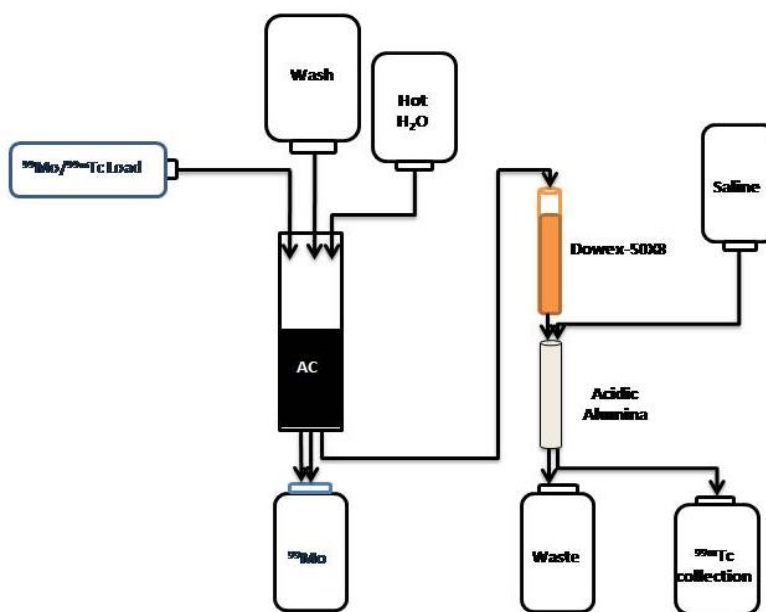 Wash
Hot
H₂O
⁹⁹Mo/⁹⁹ᵐTc Load
Saline
Dowex-50X8
AC
Acidic
Alumina
⁹⁹Mo
Waste
⁹⁹ᵐTc
collection